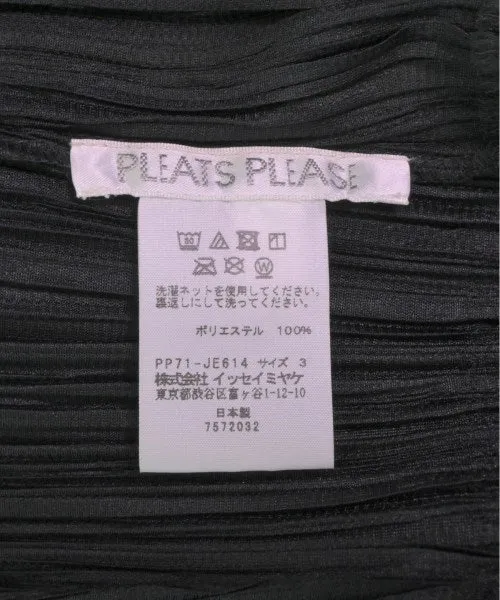 PLEATS PLEASE
洗濯ネットを使用してください。
裏返しにして洗ってください。
ポリエステル 100%
PP71-JE614 サイズ 3
株式会社 イッセイミヤケ
東京都渋谷区富ヶ谷1-12-10
日本製
7572032